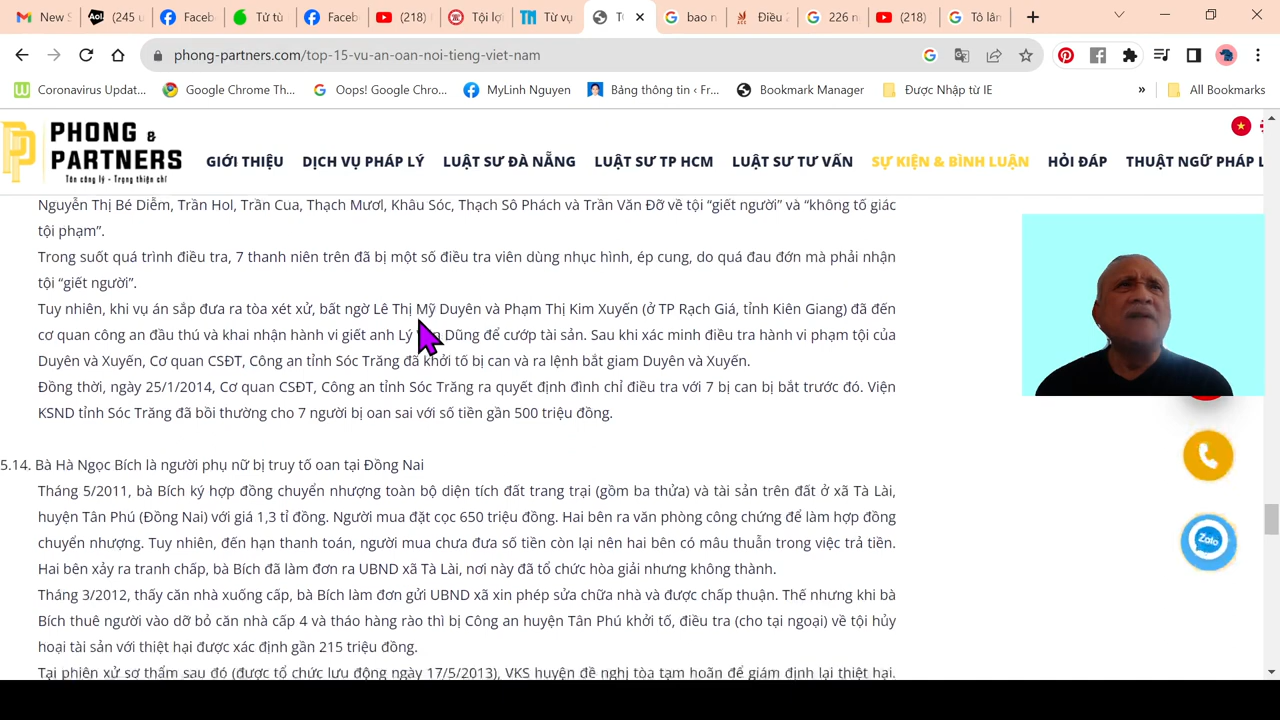 New S
(245 u
Faceb
Từ từ
Faceb
(218)
Tội lợ
Từ vụ
bao n
Điều 2
226 n
(218)
Tô lân
phong-partners.com/top-15-vu-an-oan-noi-tieng-viet-nam
Coronavirus Updat...
Google Chrome Th...
Oops! Google Chro...
MyLinh Nguyen
Bảng thông tin ‹ Fr...
Bookmark Manager
Được Nhập từ IE
»
All Bookmarks
PHONG &
PARTNERS
Tôn công lý - Trọng thiện chí
GIỚI THIỆU
DỊCH VỤ PHÁP LÝ
LUẬT SƯ ĐÀ NẴNG
LUẬT SƯ TP HCM
LUẬT SƯ TƯ VẤN
SỰ KIỆN & BÌNH LUẬN
HỎI ĐÁP
THUẬT NGỮ PHÁP L
Nguyễn Thị Bé Diễm, Trần Hol, Trần Cua, Thạch Mươl, Khâu Sóc, Thạch Sô Phách và Trần Văn Đỡ về tội “giết người” và “không tố giác
tội phạm”.
Trong suốt quá trình điều tra, 7 thanh niên trên đã bị một số điều tra viên dùng nhục hình, ép cung, do quá đau đớn mà phải nhận
tội “giết người”.
Tuy nhiên, khi vụ án sắp đưa ra tòa xét xử, bất ngờ Lê Thị Mỹ Duyên và Phạm Thị Kim Xuyến (ở TP Rạch Giá, tỉnh Kiên Giang) đã đến
cơ quan công an đầu thú và khai nhận hành vi giết anh Lý Dũng để cướp tài sản. Sau khi xác minh điều tra hành vi phạm tội của
Duyên và Xuyến, Cơ quan CSĐT, Công an tỉnh Sóc Trăng đã khởi tố bị can và ra lệnh bắt giam Duyên và Xuyến.
Đồng thời, ngày 25/1/2014, Cơ quan CSĐT, Công an tỉnh Sóc Trăng ra quyết định đình chỉ điều tra với 7 bị can bị bắt trước đó. Viện
KSND tỉnh Sóc Trăng đã bồi thường cho 7 người bị oan sai với số tiền gần 500 triệu đồng.
5.14. Bà Hà Ngọc Bích là người phụ nữ bị truy tố oan tại Đồng Nai
Tháng 5/2011, bà Bích ký hợp đồng chuyển nhượng toàn bộ diện tích đất trang trại (gồm ba thửa) và tài sản trên đất ở xã Tà Lài,
huyện Tân Phú (Đồng Nai) với giá 1,3 tỉ đồng. Người mua đặt cọc 650 triệu đồng. Hai bên ra văn phòng công chứng để làm hợp đồng
chuyển nhượng. Tuy nhiên, đến hạn thanh toán, người mua chưa đưa số tiền còn lại nên hai bên có mâu thuẫn trong việc trả tiền.
Hai bên xảy ra tranh chấp, bà Bích đã làm đơn ra UBND xã Tà Lài, nơi này đã tổ chức hòa giải nhưng không thành.
Tháng 3/2012, thấy căn nhà xuống cấp, bà Bích làm đơn gửi UBND xã xin phép sửa chữa nhà và được chấp thuận. Thế nhưng khi bà
Bích thuê người vào dỡ bỏ căn nhà cấp 4 và tháo hàng rào thì bị Công an huyện Tân Phú khởi tố, điều tra (cho tại ngoại) về tội hủy
hoại tài sản với thiệt hại được xác định gần 215 triệu đồng.
Tại phiên xử sơ thẩm sau đó (được tổ chức lưu động ngày 17/5/2013), VKS huyện đề nghị tòa tạm hoãn để giám định lại thiệt hại.
Zalo